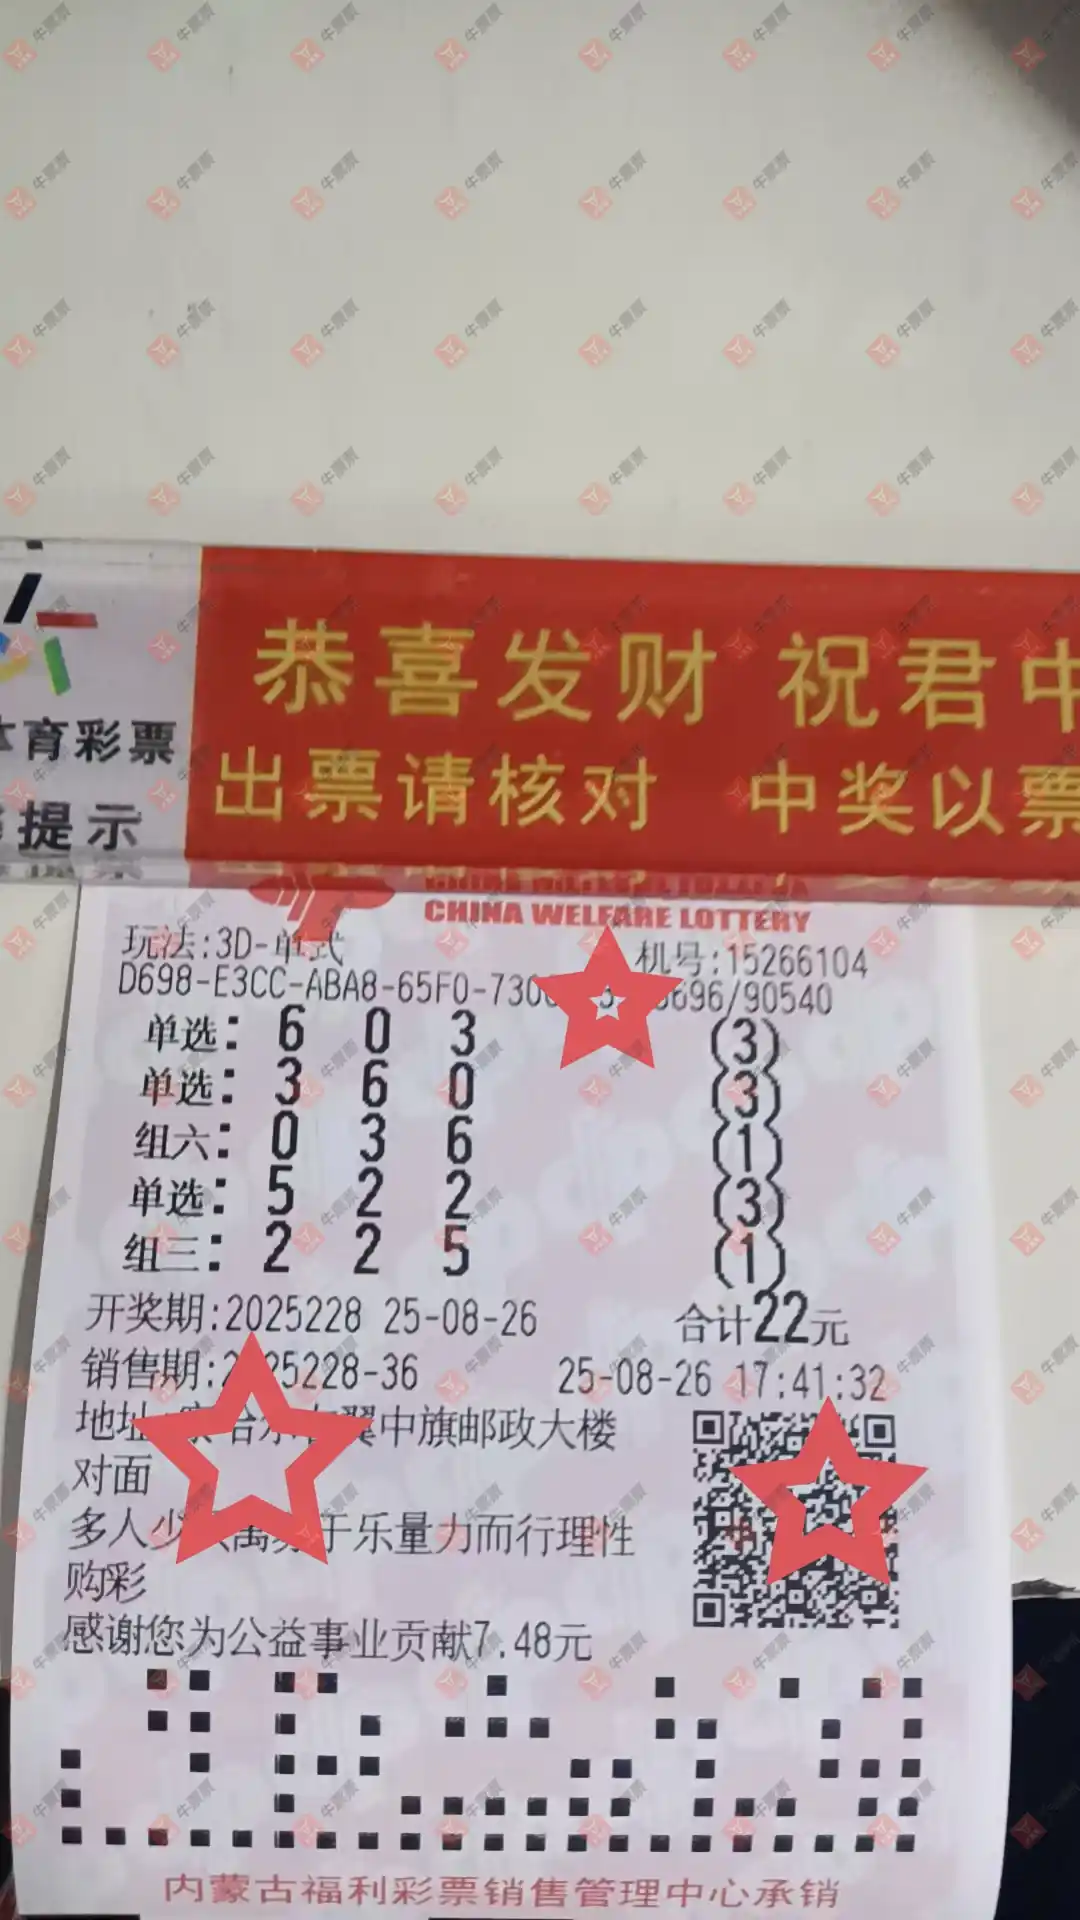 恭喜发财 祝君中
育彩票
出票请核对 中奖以票
提示
CHINA WELFARE LOTTERY
玩法:3D-单式
机号:15266104
D698-E3CC-ABA8-65F0-730 696/90540
单选: 6 0 3 (3)
单选: 3 6 0 (3)
组六: 0 3 6 (1)
单选: 5 2 2 (3)
组三: 2 2 5 (1)
开奖期:2025228 25-08-26 合计22元
销售期:2025228-36 25-08-26 17:41:32
地址 翼中旗邮政大楼
对面
多人少 于乐量力而行理性
购彩
感谢您为公益事业贡献7.48元
内蒙古福利彩票销售管理中心承销
牛票票